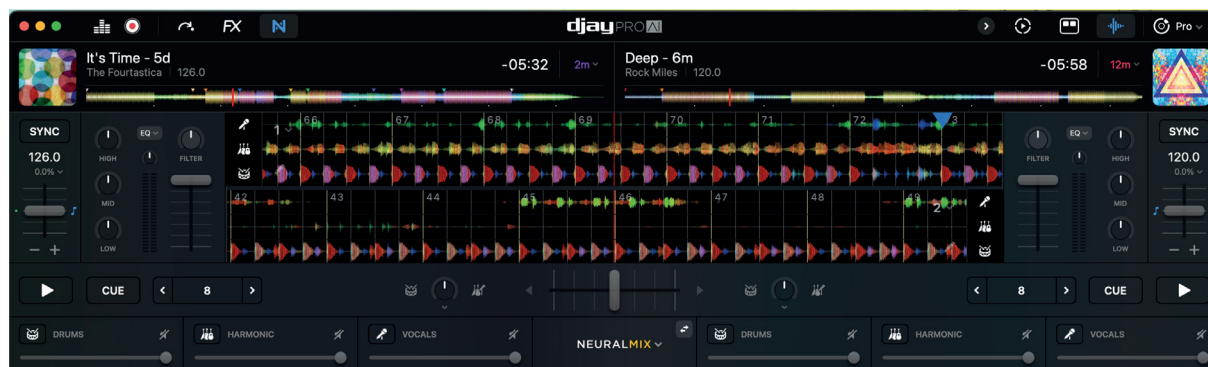 FX
djay PRO AI
Pro
It's Time - 5d
The Fourtastica 126.0
-05:32
2m
Deep - 6m
Rock Miles 120.0
-05:58
12m
SYNC
126.0
0.0%
HIGH
MID
LOW
EQ
FILTER
1
66 67 68 69 70 71 72 3
42 43 44 45 46 47 48 49
2
FILTER
EQ
HIGH
MID
LOW
SYNC
120.0
0.0%
CUE
< 8 >
< 8 >
CUE
DRUMS
HARMONIC
VOCALS
NEURALMIX
DRUMS
HARMONIC
VOCALS